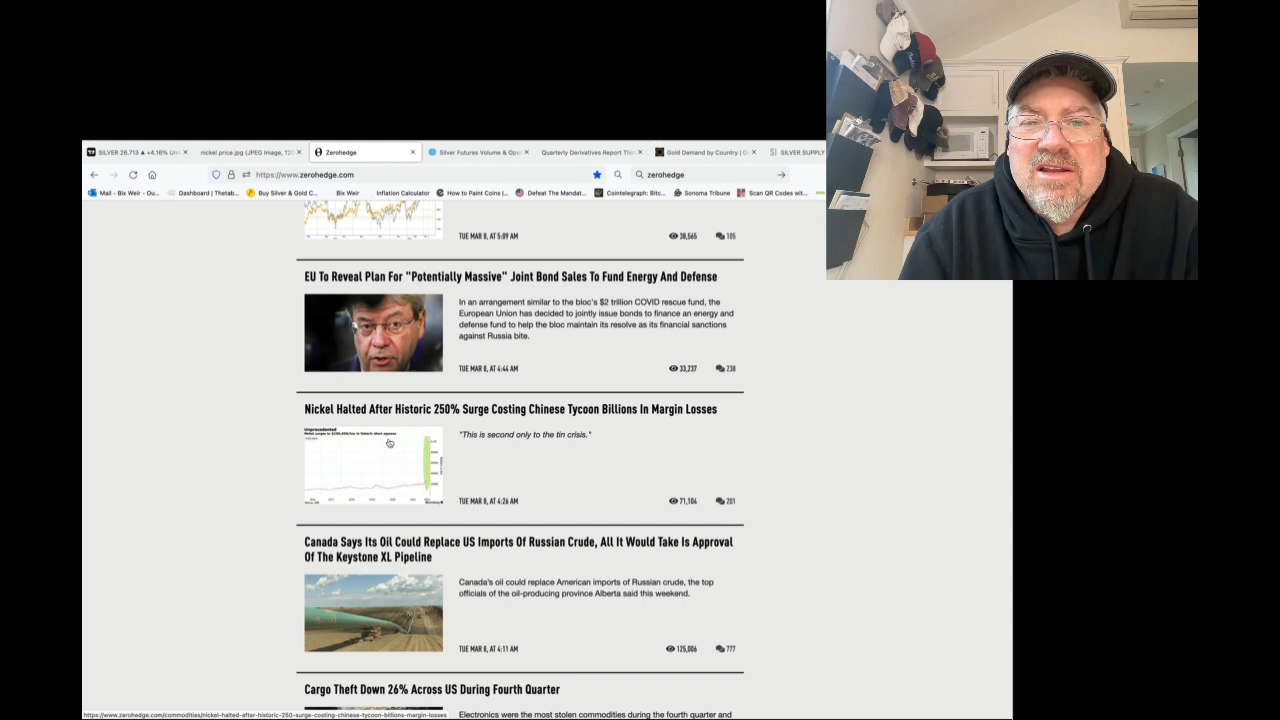 SILVER 26.713 ▲ +4.16% Un
nickel price.jpg (JPEG Image, 12
Zerohedge
Silver Futures Volume & Ope
Quarterly Derivatives Report Thi
Gold Demand by Country | G
SILVER SUPPLY
https://www.zerohedge.com
zerohedge
Mail - Bix Weir - Ou...
Dashboard | Thetab...
Buy Silver & Gold C...
Bix Weir
Inflation Calculator
How to Paint Coins |...
Defeat The Mandat...
Cointelegraph: Bitc...
Sonoma Tribune
Scan QR Codes wit...
TUE MAR 8, AT 5:09 AM
38,565
105
EU To Reveal Plan For "Potentially Massive" Joint Bond Sales To Fund Energy And Defense
In an arrangement similar to the bloc's $2 trillion COVID rescue fund, the
European Union has decided to jointly issue bonds to finance an energy and
defense fund to help the bloc maintain its resolve as its financial sanctions
against Russia bite.
TUE MAR 8, AT 4:44 AM
33,237
238
Nickel Halted After Historic 250% Surge Costing Chinese Tycoon Billions In Margin Losses
Unprecedented
"This is second only to the tin crisis."
TUE MAR 8, AT 4:26 AM
71,104
201
Canada Says Its Oil Could Replace US Imports Of Russian Crude, All It Would Take Is Approval
Of The Keystone XL Pipeline
Canada's oil could replace American imports of Russian crude, the top
officials of the oil-producing province Alberta said this weekend.
TUE MAR 8, AT 4:11 AM
125,006
777
Cargo Theft Down 26% Across US During Fourth Quarter
Electronics were the most stolen commodities during the fourth quarter and
https://www.zerohedge.com/commodities/nickel-halted-after-historic-250-surge-costing-chinese-tycoon-billions-margin-losses